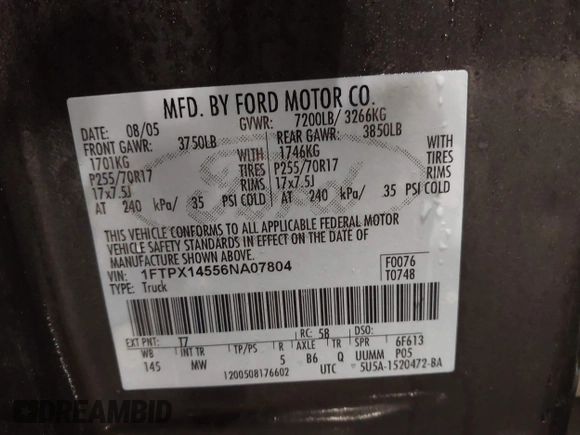 MFD. BY FORD MOTOR CO.
DATE: 08/05 GVWR: 7200LB/ 3266KG
FRONT GAWR: 3750LB REAR GAWR: 3850LB
1701KG WITH 1746KG WITH
P255/70R17 TIRES P255/70R17 TIRES
17x7.5J RIMS 17x7.5J RIMS
AT 240 kPa/ 35 PSI COLD AT 240 kPa/ 35 PSI COLD
THIS VEHICLE CONFORMS TO ALL APPLICABLE FEDERAL MOTOR
VEHICLE SAFETY STANDARDS IN EFFECT ON THE DATE OF
MANUFACTURE SHOWN ABOVE.
VIN: 1FTPX14556NA07804 F0076
TYPE: Truck T0748
EXT PNT: T7 RC: 5B DSO:
WB INT TR TP/PS R AXLE TR SPR 6F613
145 MW 5 B6 Q UUMM P05
1200508176602 UTC 5U5A-1520472-BA
Ford
DREAMBID